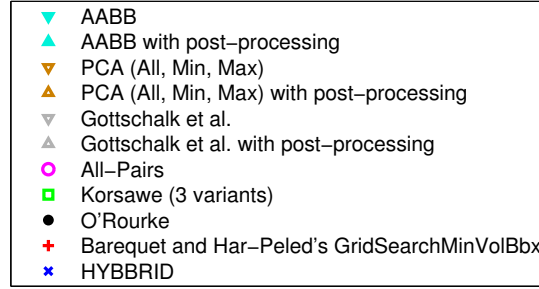 AABB
AABB with post−processing
PCA (All, Min, Max)
PCA (All, Min, Max) with post−processing
Gottschalk et al.
Gottschalk et al. with post−processing
All−Pairs
Korsawe (3 variants)
O'Rourke
Barequet and Har−Peled's GridSearchMinVolBbx
HYBBRID